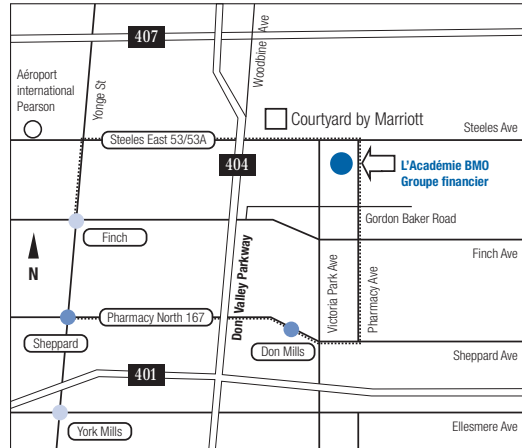 407
Woodbine Ave
Yonge St
Aéroport
international
Pearson
Courtyard by Marriott
Steeles Ave
Steeles East 53/53A
404
L'Académie BMO
Groupe financier
Gordon Baker Road
Finch
Finch Ave
N
Don Valley Parkway
Victoria Park Ave
Pharmacy Ave
Pharmacy North 167
Sheppard
Don Mills
Sheppard Ave
401
York Mills
Ellesmere Ave